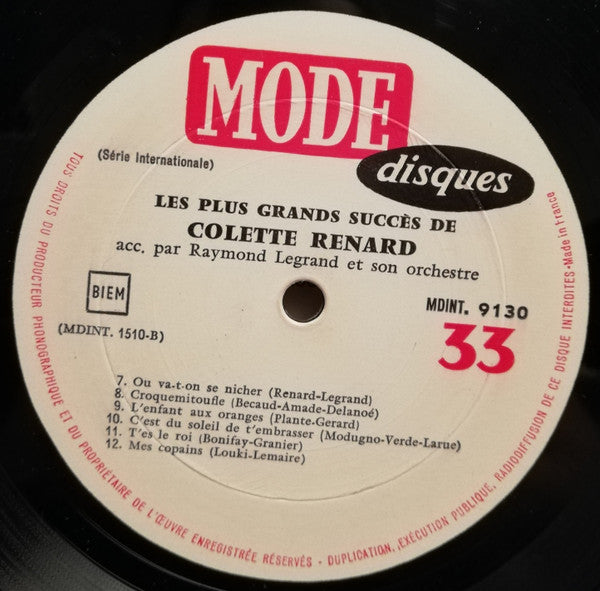 MODE
disques
(Série Internationale)
LES PLUS GRANDS SUCCÈS DE
COLETTE RENARD
acc. par Raymond Legrand et son orchestre
BIEM
MDINT. 9130
(MDINT. 1510-B)
33
7. Ou va-t-on se nicher (Renard-Legrand)
8. Croquemitoufle (Becaud-Amade-Delanoé)
9. L'enfant aux oranges (Plante-Gerard)
10. C'est du soleil de t'embrasser (Modugno-Verde-Larue)
11. T'es le roi (Bonifay-Granier)
12. Mes copains (Louki-Lemaire)
TOUS DROITS DU PRODUCTEUR PHONOGRAPHIQUE ET DU PROPRIÉTAIRE DE L'ŒUVRE ENREGISTRÉE RÉSERVÉS - DUPLICATION, EXÉCUTION PUBLIQUE, RADIODIFFUSION DE CE DISQUE INTERDITES - Made in France